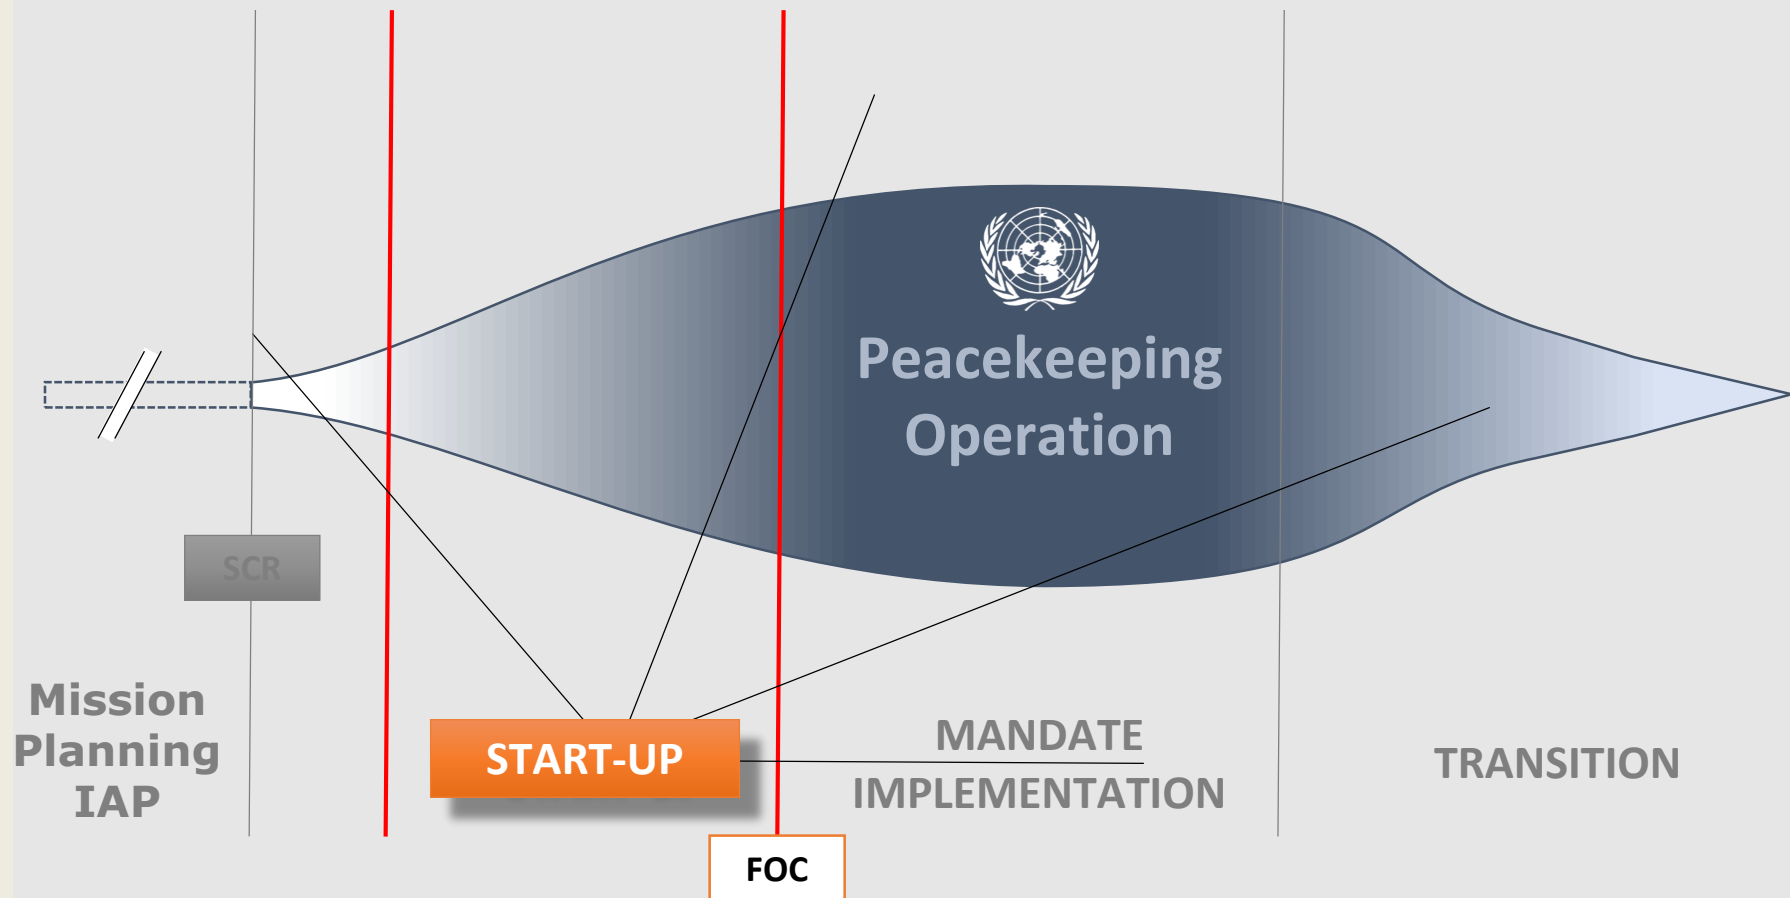 Peacekeeping
Operation
SCR
Mission
Planning
IAP
START-UP
MANDATE
IMPLEMENTATION
TRANSITION
FOC